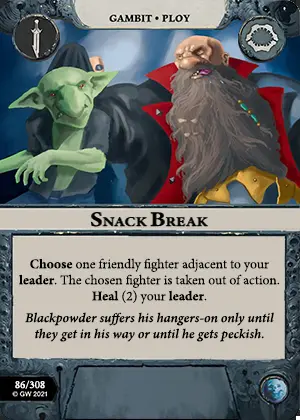 GAMBIT • PLOY
SNACK BREAK
Choose one friendly fighter adjacent to your
leader. The chosen fighter is taken out of action.
Heal (2) your leader.
Blackpowder suffers his hangers-on only until
they get in his way or until he gets peckish.
86/308
© GW 2021